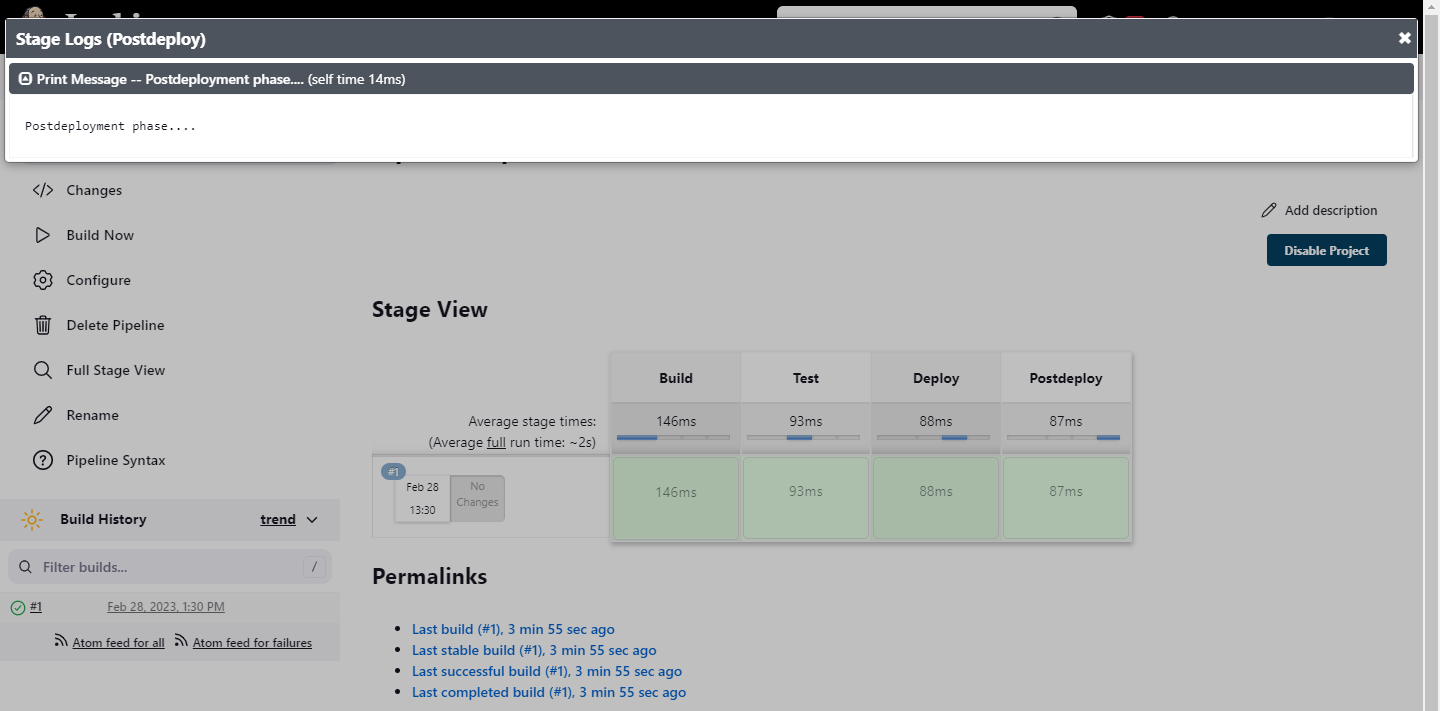 Stage Logs (Postdeploy)
Print Message -- Postdeployment phase.... (self time 14ms)
Postdeployment phase....
Changes
Build Now
Configure
Delete Pipeline
Full Stage View
Rename
Pipeline Syntax
Build History trend
Filter builds... /
#1 Feb 28, 2023, 1:30 PM
Atom feed for all Atom feed for failures
Add description
Disable Project
Stage View
Build Test Deploy Postdeploy
Average stage times: 146ms 93ms 88ms 87ms
(Average full run time: ~2s)
#1
Feb 28 No
13:30 Changes
146ms 93ms 88ms 87ms
Permalinks
Last build (#1), 3 min 55 sec ago
Last stable build (#1), 3 min 55 sec ago
Last successful build (#1), 3 min 55 sec ago
Last completed build (#1), 3 min 55 sec ago